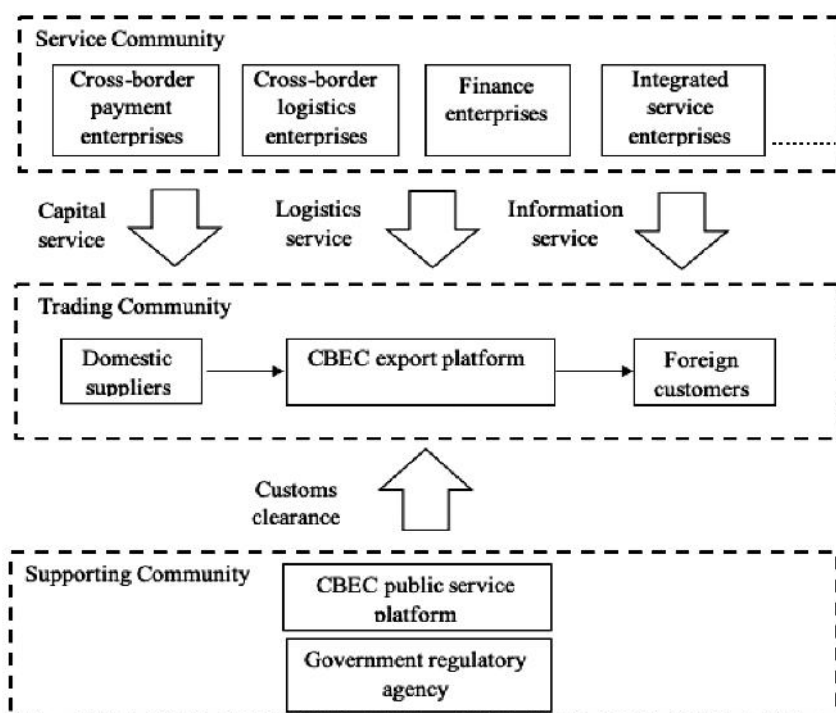 Service Community
Cross-border
payment
enterprises
Cross-border
logistics
enterprises
Finance
enterprises
Integrated
service
enterprises
Capital
service
Logistics
service
Information
service
Trading Community
Domestic
suppliers
CBEC export platform
Foreign
customers
Customs
clearance
Supporting Community
CBEC public service
platform
Government regulatory
agency